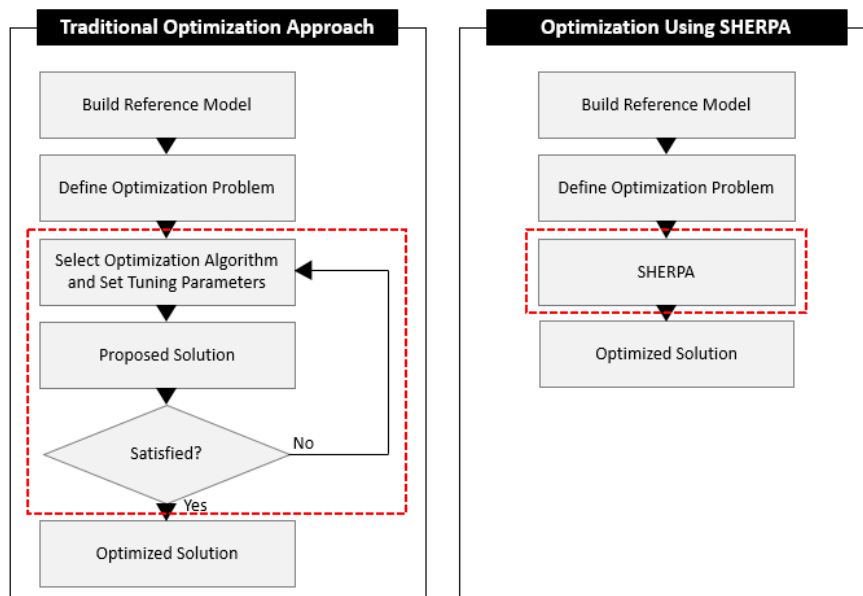 Traditional Optimization Approach
Build Reference Model
Define Optimization Problem
Select Optimization Algorithm
and Set Tuning Parameters
Proposed Solution
Satisfied?
No
Yes
Optimized Solution
Optimization Using SHERPA
Build Reference Model
Define Optimization Problem
SHERPA
Optimized Solution